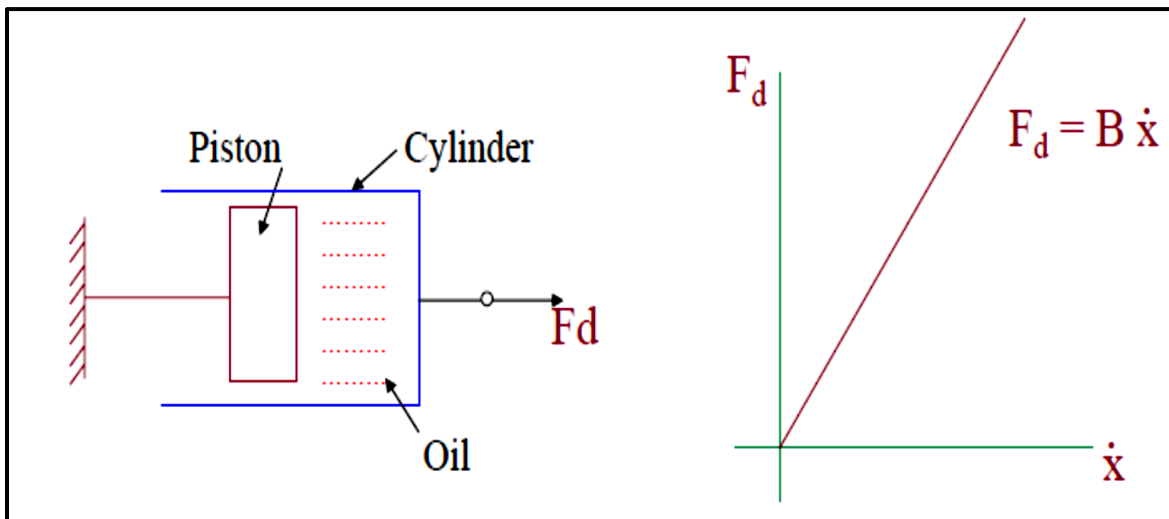 Piston
Cylinder
Fd
Oil
F_d
F_d = B ẋ
ẋ